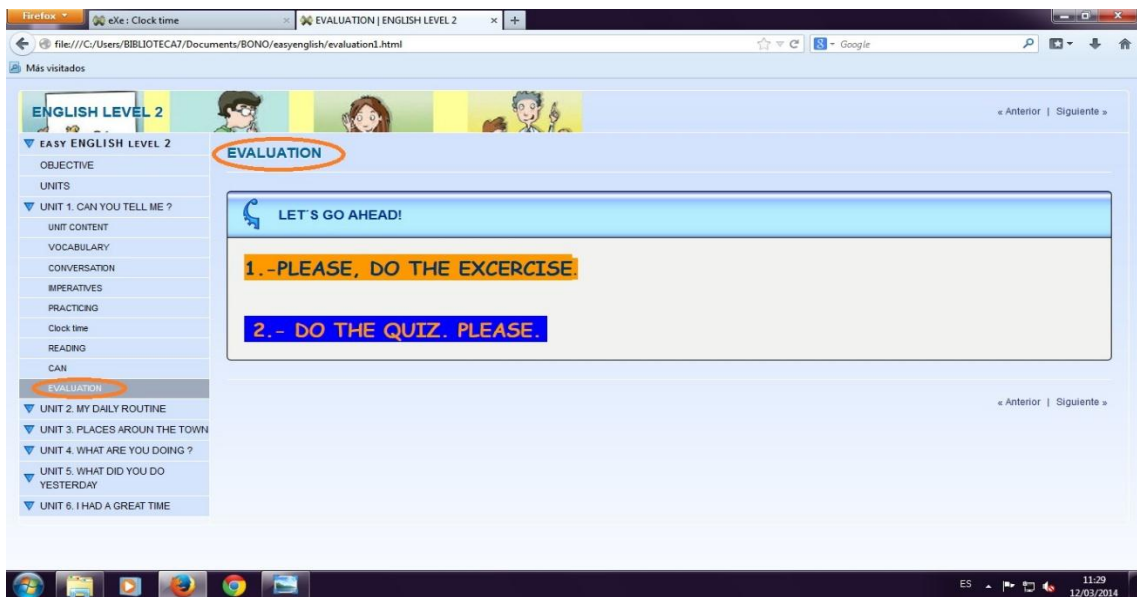 Firefox
eXe : Clock time
EVALUATION | ENGLISH LEVEL 2
file:///C:/Users/BIBLIOTECA7/Documents/BONO/easyenglish/evaluation1.html
Google
Más visitados
ENGLISH LEVEL 2
« Anterior | Siguiente »
EASY ENGLISH LEVEL 2
OBJECTIVE
UNITS
UNIT 1. CAN YOU TELL ME ?
UNIT CONTENT
VOCABULARY
CONVERSATION
IMPERATIVES
PRACTICING
Clock time
READING
CAN
EVALUATION
UNIT 2. MY DAILY ROUTINE
UNIT 3. PLACES AROUN THE TOWN
UNIT 4. WHAT ARE YOU DOING ?
UNIT 5. WHAT DID YOU DO
YESTERDAY
UNIT 6. I HAD A GREAT TIME
EVALUATION
LET`S GO AHEAD!
1.-PLEASE, DO THE EXCERCISE.
2.- DO THE QUIZ. PLEASE.
« Anterior | Siguiente »
ES
11:29
12/03/2014